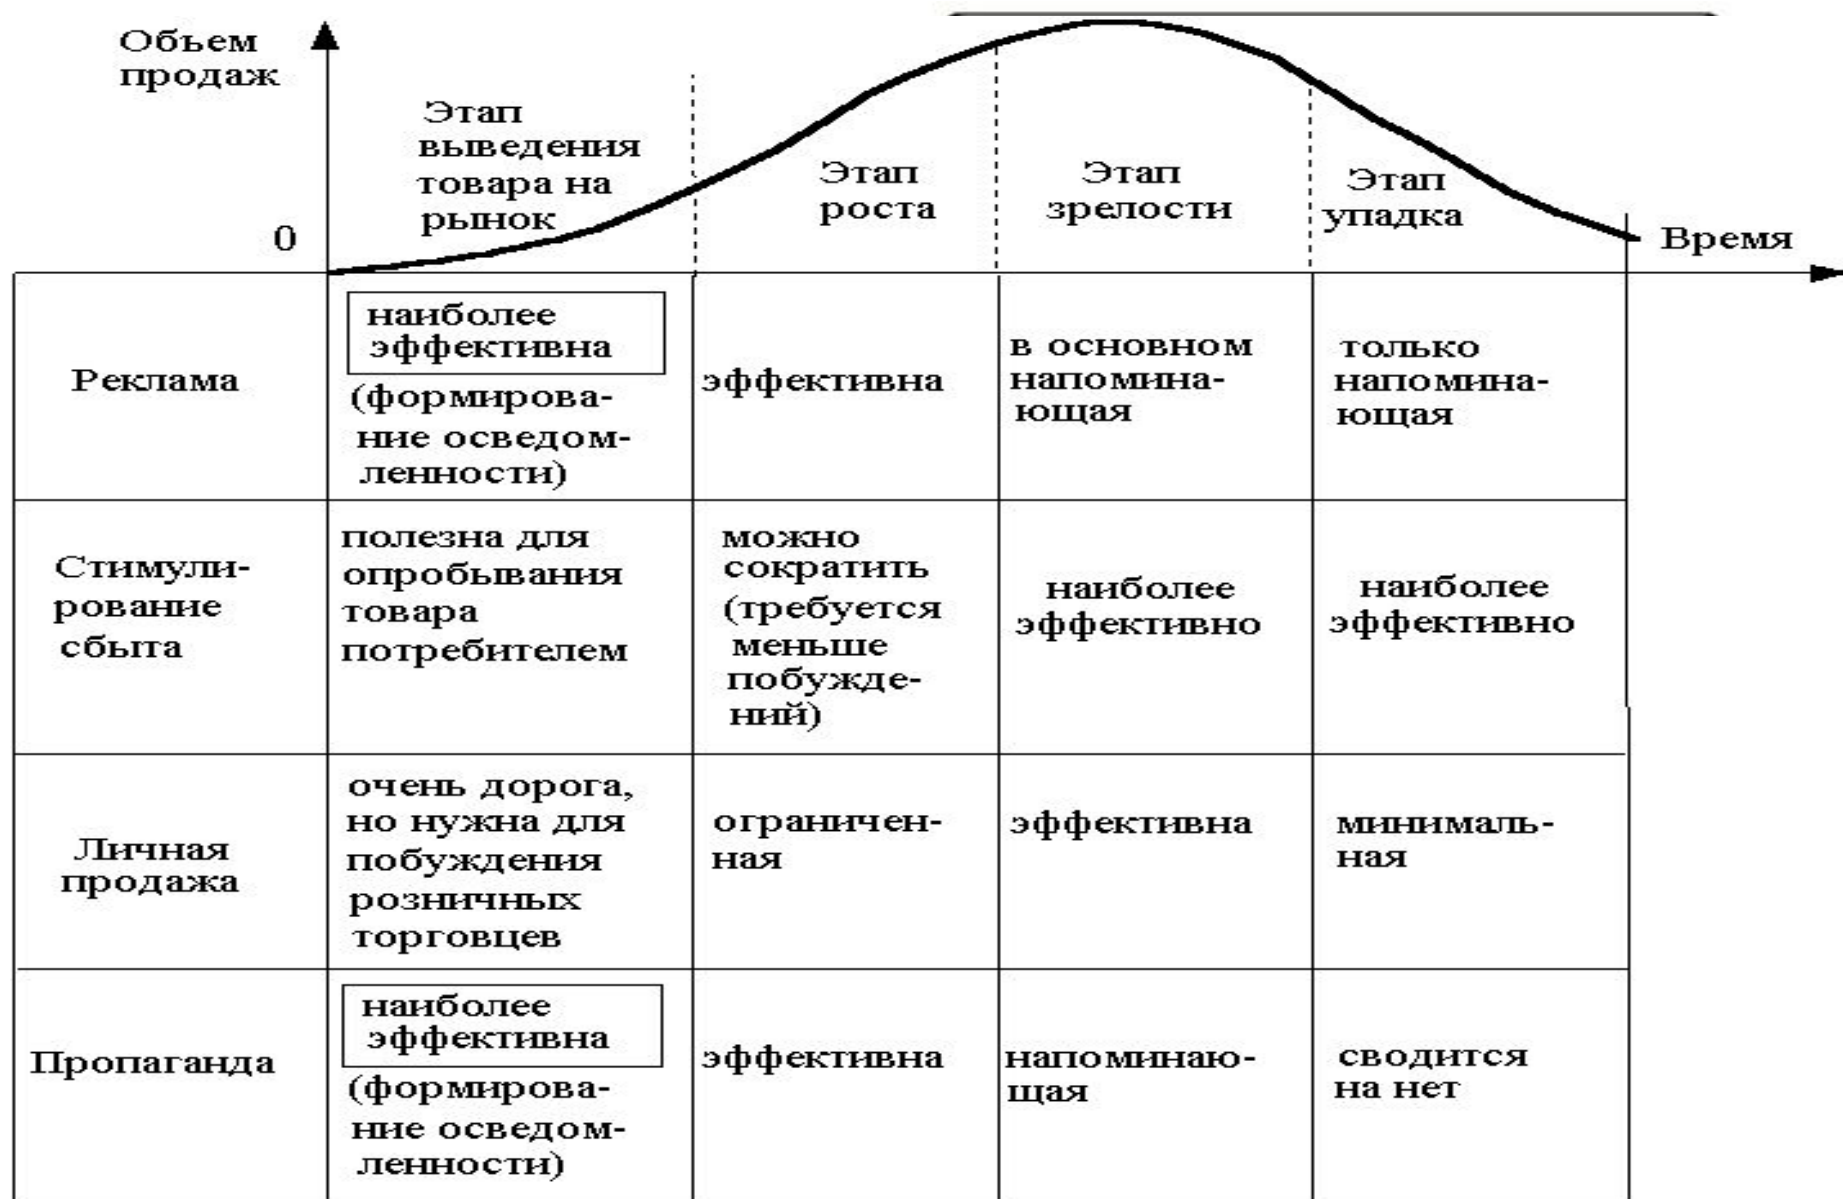 Объем
продаж
Этап
выведения
товара на
рынок
Этап
роста
Этап
зрелости
Этап
упадка
0
Время
Реклама
наиболее
эффективна
(формирова-
ние осведом-
ленности)
эффективна
в основном
напомина-
ющая
только
напомина-
ющая
Стимули-
рование
сбыта
полезна для
опробывания
товара
потребителем
можно
сократить
(требуется
меньше
побужде-
ний)
наиболее
эффективно
наиболее
эффективно
Личная
продажа
очень дорога,
но нужна для
побуждения
розничных
торговцев
ограничен-
ная
эффективна
минималь-
ная
Пропаганда
наиболее
эффективна
(формирова-
ние осведом-
ленности)
эффективна
напоминаю-
щая
сводится
на нет